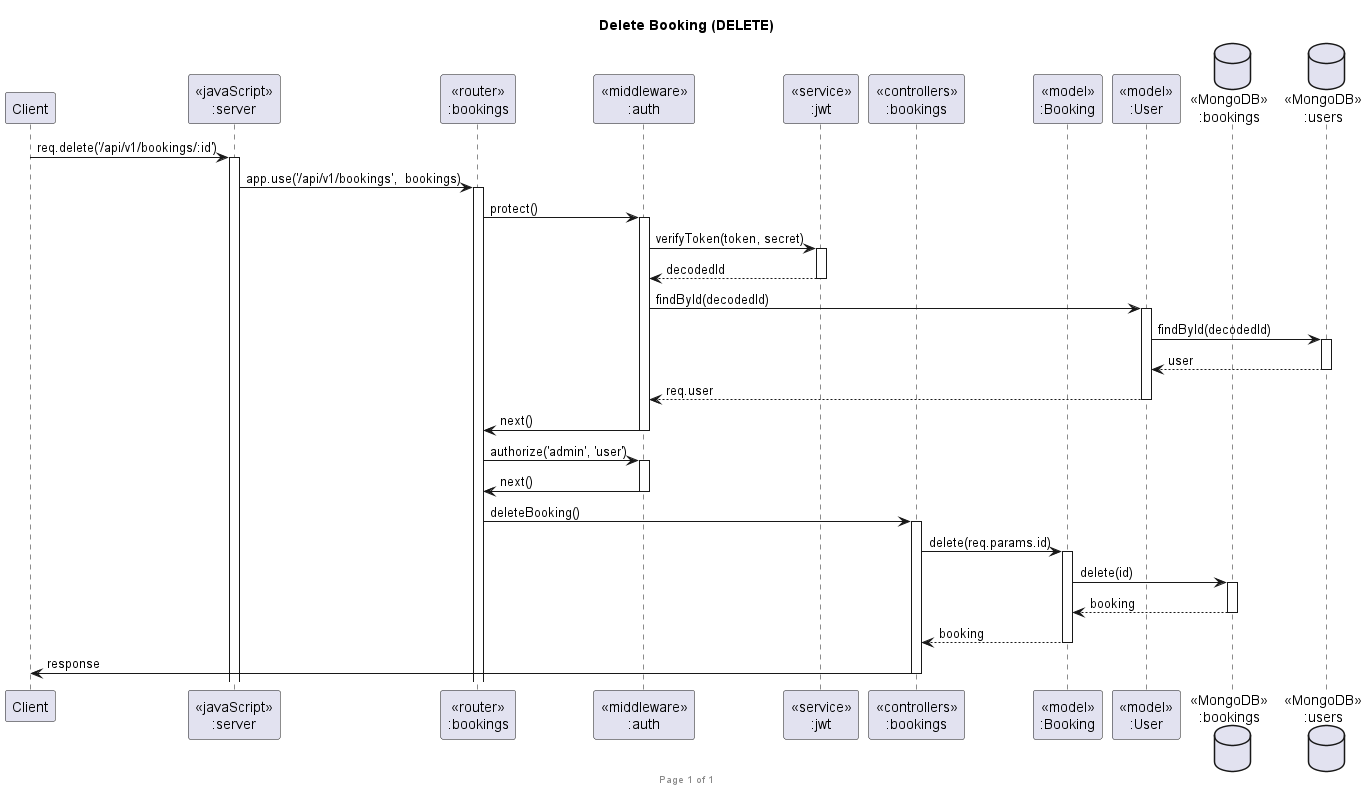 Delete Booking (DELETE)
Client
«javaScript»
:server
«router»
:bookings
«middleware»
:auth
«service»
:jwt
«controllers»
:bookings
«model»
:Booking
«model»
:User
«MongoDB»
:bookings
«MongoDB»
:users
req.delete('/api/v1/bookings/:id')
app.use('/api/v1/bookings',  bookings)
protect()
verifyToken(token, secret)
decodedId
findById(decodedId)
findById(decodedId)
user
req.user
next()
authorize('admin', 'user')
next()
deleteBooking()
delete(req.params.id)
delete(id)
booking
booking
response
Client
«javaScript»
:server
«router»
:bookings
«middleware»
:auth
«service»
:jwt
«controllers»
:bookings
«model»
:Booking
«model»
:User
«MongoDB»
:bookings
«MongoDB»
:users
Page 1 of 1